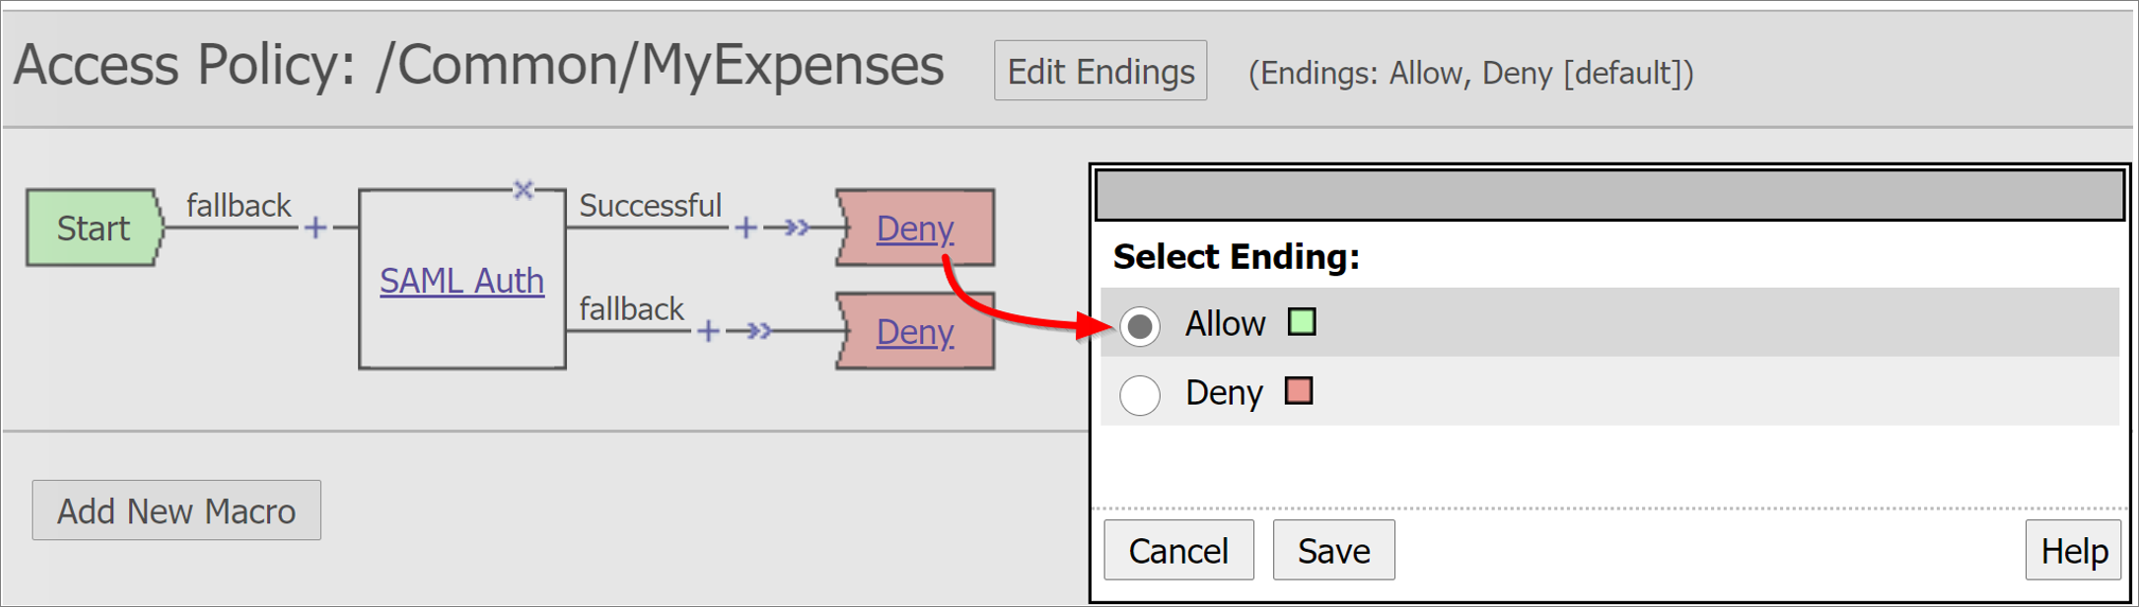 Access Policy: /Common/MyExpenses
Edit Endings
(Endings: Allow, Deny [default])
Start
fallback
SAML Auth
Successful
Deny
fallback
Deny
Add New Macro
Select Ending:
Allow
Deny
Cancel
Save
Help